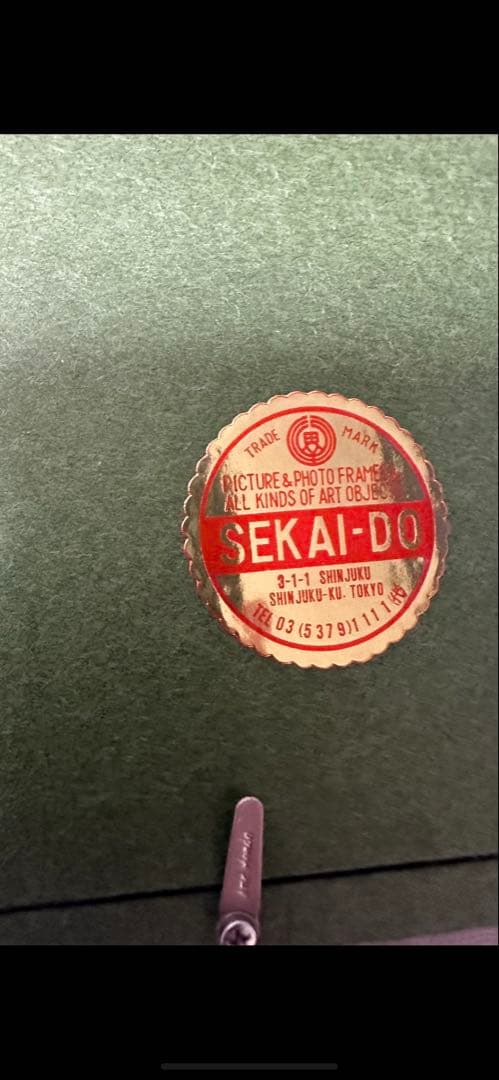 TRADE MARK
PICTURE & PHOTO FRAMES
ALL KINDS OF ART OBJECTS
SEKAI-DO
3-1-1 SHINJUKU
SHINJUKU-KU. TOKYO
TEL 03 (5379) 1111 ㈹